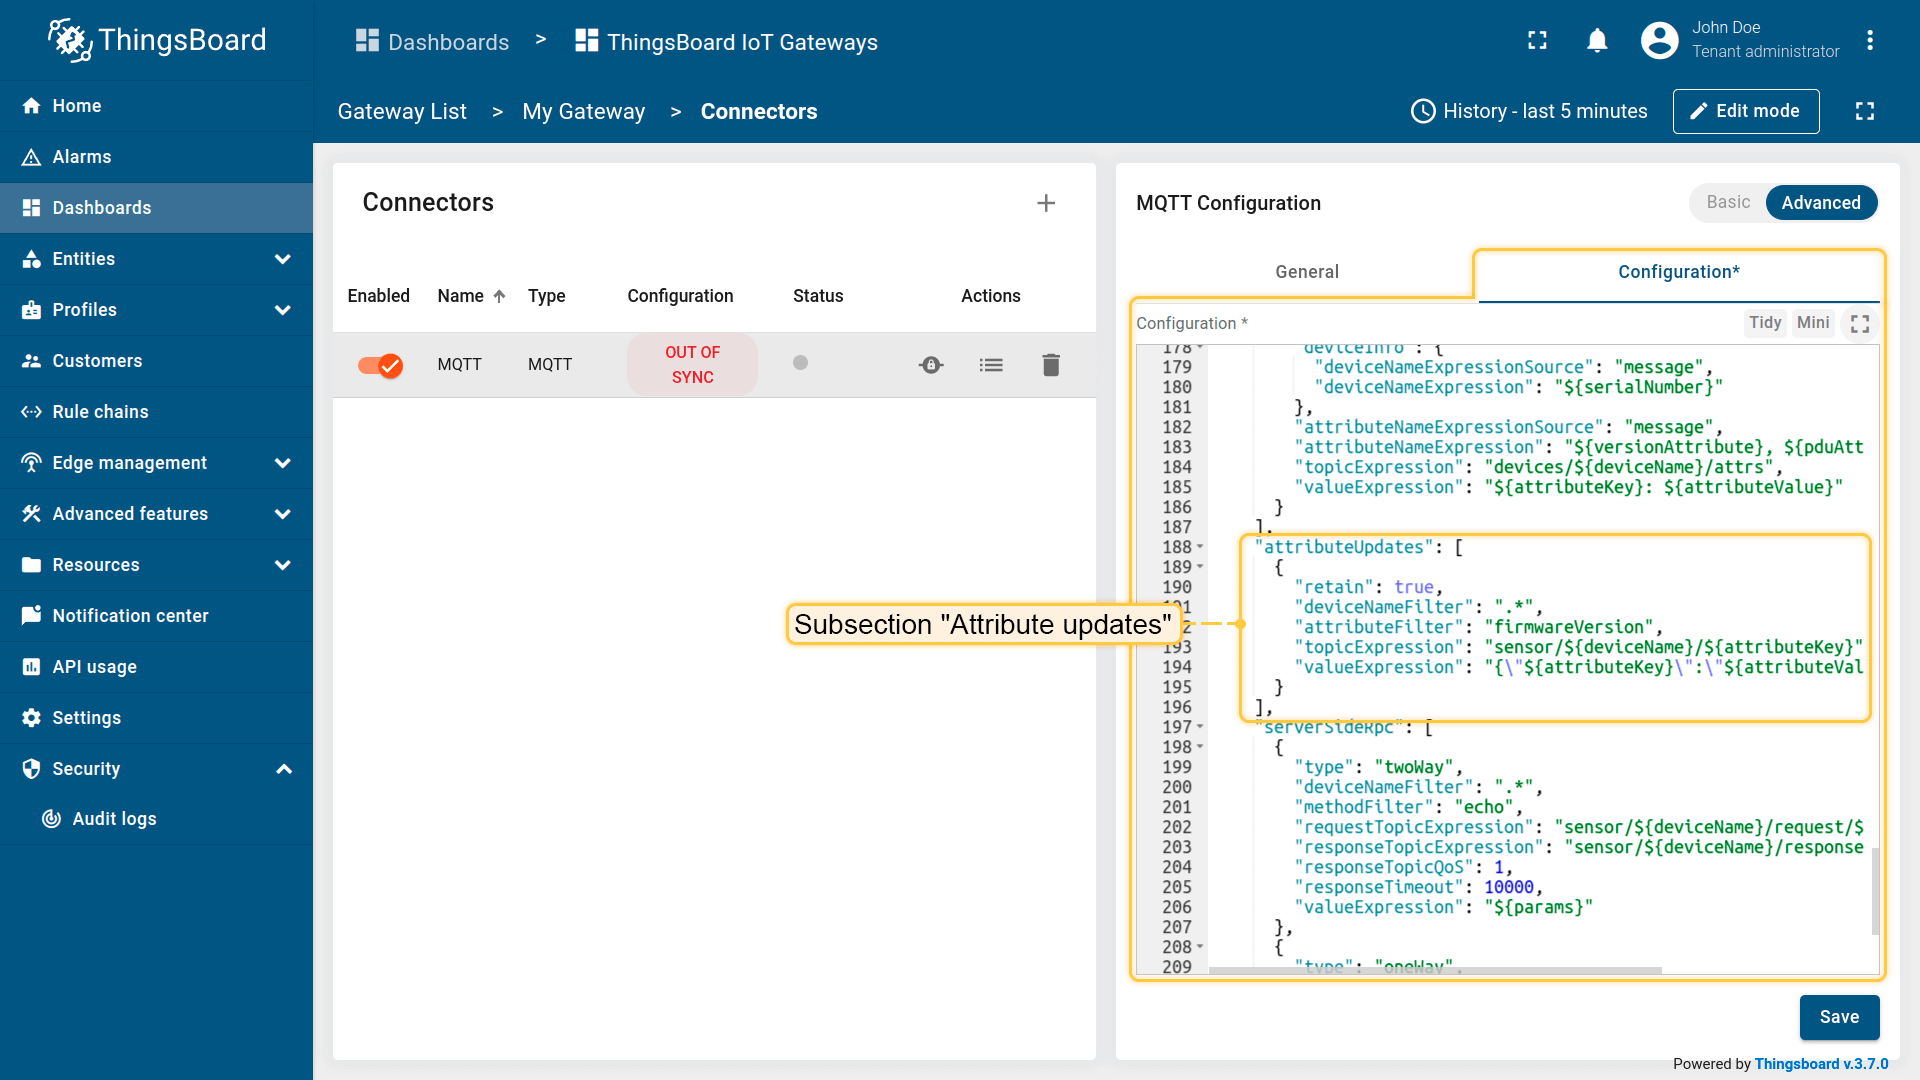 ThingsBoard
Dashboards > ThingsBoard IoT Gateways
John Doe
Tenant administrator
Gateway List > My Gateway > Connectors
History - last 5 minutes
Edit mode
Home
Alarms
Dashboards
Entities
Profiles
Customers
Rule chains
Edge management
Advanced features
Resources
Notification center
API usage
Settings
Security
Audit logs
Connectors
Enabled Name Type Configuration Status Actions
MQTT MQTT OUT OF SYNC
Subsection "Attribute updates"
MQTT Configuration
Basic Advanced
General Configuration*
Configuration * Tidy Mini
178 deviceInfo": {
179 "deviceNameExpressionSource": "message",
180 "deviceNameExpression": "${serialNumber}"
181 },
182 "attributeNameExpressionSource": "message",
183 "attributeNameExpression": "${versionAttribute}, ${pduAtt
184 "topicExpression": "devices/${deviceName}/attrs",
185 "valueExpression": "${attributeKey}: ${attributeValue}"
186 }
187 ],
188 "attributeUpdates": [
189 {
190 "retain": true,
91 "deviceNameFilter": ".*",
2 "attributeFilter": "firmwareVersion",
193 "topicExpression": "sensor/${deviceName}/${attributeKey}"
194 "valueExpression": "{\"${attributeKey}\":\"${attributeVal
195 }
196 ],
197 "serverSideRpc": [
198 {
199 "type": "twoWay",
200 "deviceNameFilter": ".*",
201 "methodFilter": "echo",
202 "requestTopicExpression": "sensor/${deviceName}/request/$
203 "responseTopicExpression": "sensor/${deviceName}/response
204 "responseTopicQoS": 1,
205 "responseTimeout": 10000,
206 "valueExpression": "${params}"
207 },
208 {
209 "type": "oneWay",
Save
Powered by Thingsboard v.3.7.0